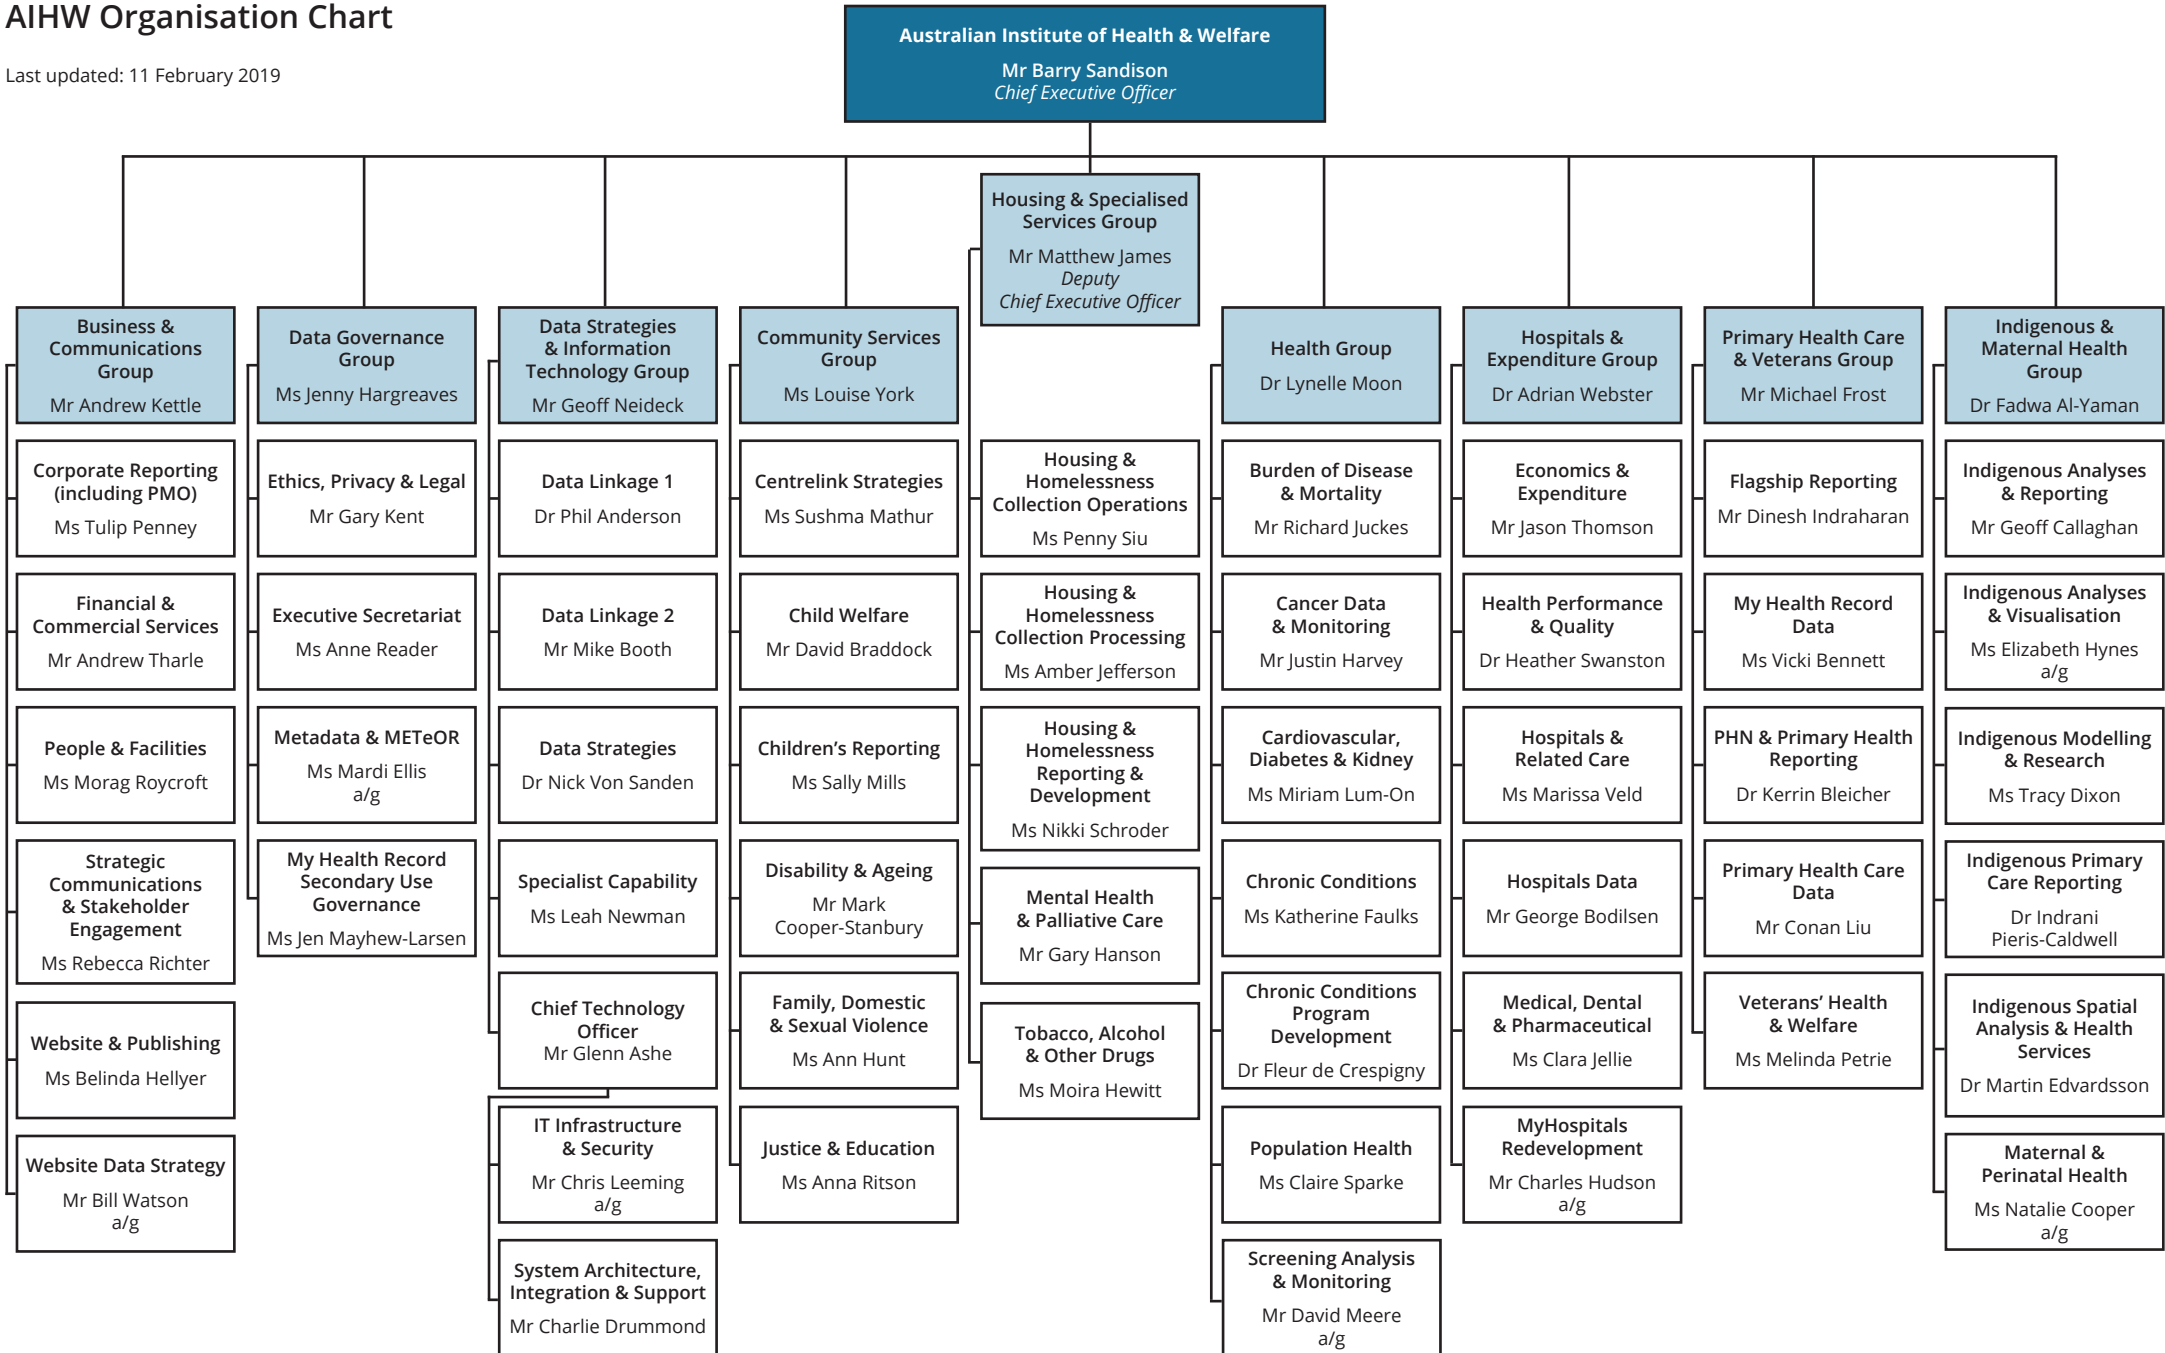 AIHW Organisation Chart
Last updated: 11 February 2019
Australian Institute of Health & Welfare
Mr Barry Sandison
Chief Executive Officer
Business &
Communications
Group
Mr Andrew Kettle
Corporate Reporting
(including PMO)
Ms Tulip Penney
Financial &
Commercial Services
Mr Andrew Tharle
People & Facilities
Ms Morag Roycroft
Strategic
Communications
& Stakeholder
Engagement
Ms Rebecca Richter
Website & Publishing
Ms Belinda Hellyer
Website Data Strategy
Mr Bill Watson
a/g
Data Governance
Group
Ms Jenny Hargreaves
Ethics, Privacy & Legal
Mr Gary Kent
Executive Secretariat
Ms Anne Reader
Metadata & METeOR
Ms Mardi Ellis
a/g
My Health Record
Secondary Use
Governance
Ms Jen Mayhew-Larsen
Data Strategies
& Information
Technology Group
Mr Geoff Neideck
Data Linkage 1
Dr Phil Anderson
Data Linkage 2
Mr Mike Booth
Data Strategies
Dr Nick Von Sanden
Specialist Capability
Ms Leah Newman
Chief Technology
Officer
Mr Glenn Ashe
IT Infrastructure
& Security
Mr Chris Leeming
a/g
System Architecture,
Integration & Support
Mr Charlie Drummond
Community Services
Group
Ms Louise York
Centrelink Strategies
Ms Sushma Mathur
Child Welfare
Mr David Braddock
Children’s Reporting
Ms Sally Mills
Disability & Ageing
Mr Mark
Cooper-Stanbury
Family, Domestic
& Sexual Violence
Ms Ann Hunt
Justice & Education
Ms Anna Ritson
Housing & Specialised
Services Group
Mr Matthew James
Deputy
Chief Executive Officer
Housing &
Homelessness
Collection Operations
Ms Penny Siu
Housing &
Homelessness
Collection Processing
Ms Amber Jefferson
Housing &
Homelessness
Reporting &
Development
Ms Nikki Schroder
Mental Health
& Palliative Care
Mr Gary Hanson
Tobacco, Alcohol
& Other Drugs
Ms Moira Hewitt
Health Group
Dr Lynelle Moon
Burden of Disease
& Mortality
Mr Richard Juckes
Cancer Data
& Monitoring
Mr Justin Harvey
Cardiovascular,
Diabetes & Kidney
Ms Miriam Lum-On
Chronic Conditions
Ms Katherine Faulks
Chronic Conditions
Program
Development
Dr Fleur de Crespigny
Population Health
Ms Claire Sparke
Screening Analysis
& Monitoring
Mr David Meere
a/g
Hospitals &
Expenditure Group
Dr Adrian Webster
Economics &
Expenditure
Mr Jason Thomson
Health Performance
& Quality
Dr Heather Swanston
Hospitals &
Related Care
Ms Marissa Veld
Hospitals Data
Mr George Bodilsen
Medical, Dental
& Pharmaceutical
Ms Clara Jellie
MyHospitals
Redevelopment
Mr Charles Hudson
a/g
Primary Health Care
& Veterans Group
Mr Michael Frost
Flagship Reporting
Mr Dinesh Indraharan
My Health Record
Data
Ms Vicki Bennett
PHN & Primary Health
Reporting
Dr Kerrin Bleicher
Primary Health Care
Data
Mr Conan Liu
Veterans’ Health
& Welfare
Ms Melinda Petrie
Indigenous &
Maternal Health
Group
Dr Fadwa Al-Yaman
Indigenous Analyses
& Reporting
Mr Geoff Callaghan
Indigenous Analyses
& Visualisation
Ms Elizabeth Hynes
a/g
Indigenous Modelling
& Research
Ms Tracy Dixon
Indigenous Primary
Care Reporting
Dr Indrani
Pieris-Caldwell
Indigenous Spatial
Analysis & Health
Services
Dr Martin Edvardsson
Maternal &
Perinatal Health
Ms Natalie Cooper
a/g